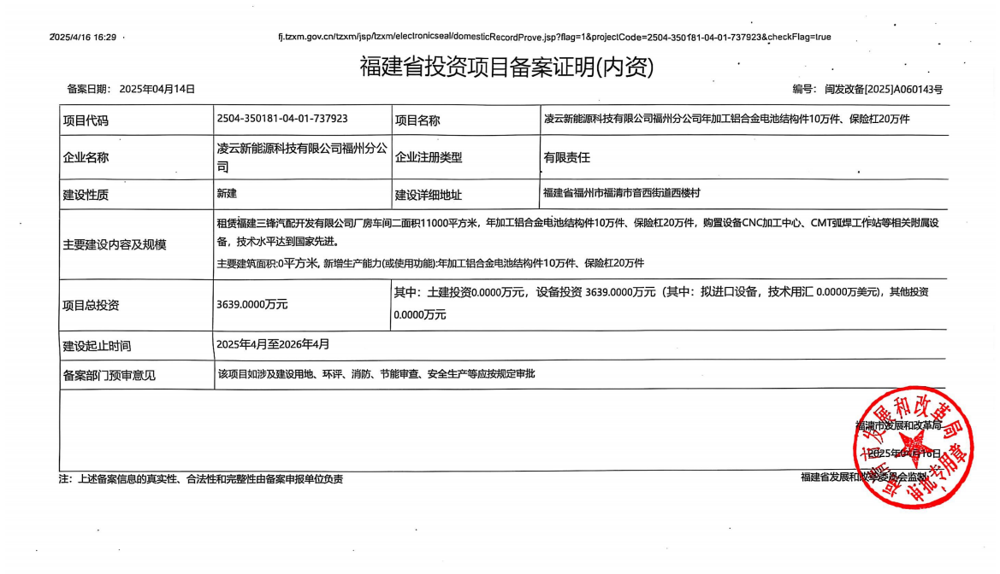 2025/4/16 16:29
fj.tzxm.gov.cn/tzxm/jsp/tzxm/electronicseal/domesticRecordProve.jsp?flag=1&projectCode=2504-350181-04-01-737923&checkFlag=true
福建省投资项目备案证明(内资)
备案日期： 2025年04月14日
编号： 闽发改备[2025]A060143号
项目代码
2504-350181-04-01-737923
项目名称
凌云新能源科技有限公司福州分公司年加工铝合金电池结构件10万件、保险杠20万件
企业名称
凌云新能源科技有限公司福州分公
司
企业注册类型
有限责任
建设性质
新建
建设详细地址
福建省福州市福清市音西街道西楼村
主要建设内容及规模
租赁福建三锋汽配开发有限公司厂房车间二面积11000平方米，年加工铝合金电池结构件10万件、保险杠20万件，购置设备CNC加工中心、CMT弧焊工作站等相关附属设
备，技术水平达到国家先进。
主要建筑面积:0平方米, 新增生产能力(或使用功能):年加工铝合金电池结构件10万件、保险杠20万件
项目总投资
3639.0000万元
其中：土建投资0.0000万元，设备投资 3639.0000万元（其中：拟进口设备，技术用汇 0.0000万美元），其他投资
0.0000万元
建设起止时间
2025年4月至2026年4月
备案部门预审意见
该项目如涉及建设用地、环评、消防、节能审查、安全生产等应按规定审批
福清市发展和改革局
2025年04月16日
注：上述备案信息的真实性、合法性和完整性由备案申报单位负责
福建省发展和改革委员会监制
福清市发展和改革局
审批专用章